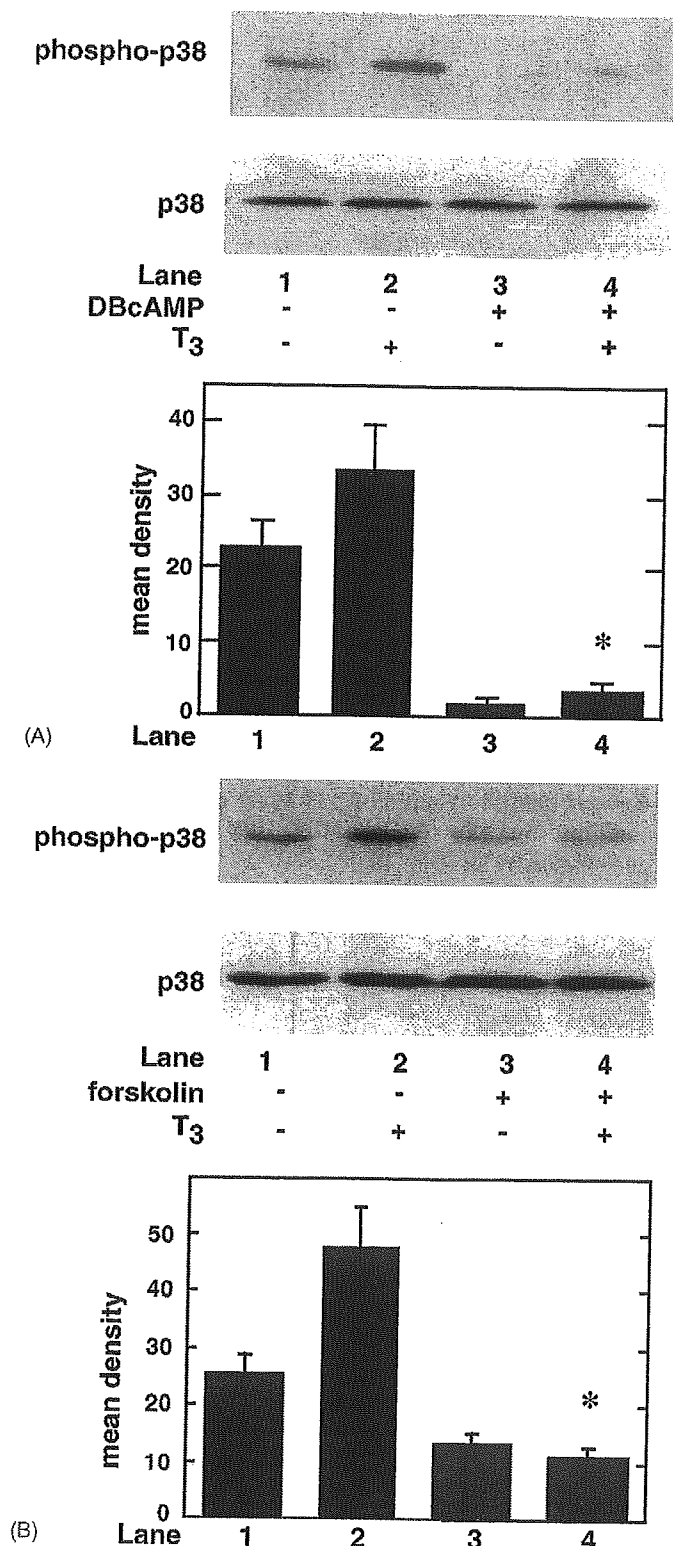 phospho-p38
p38
Lane 1 2 3 4
DBcAMP - - + +
T3 - + - +
40
30
20
10
0
mean density
*
(A) Lane 1 2 3 4
phospho-p38
p38
Lane 1 2 3 4
forskolin - - + +
T3 - + - +
50
40
30
20
10
0
mean density
*
(B) Lane 1 2 3 4